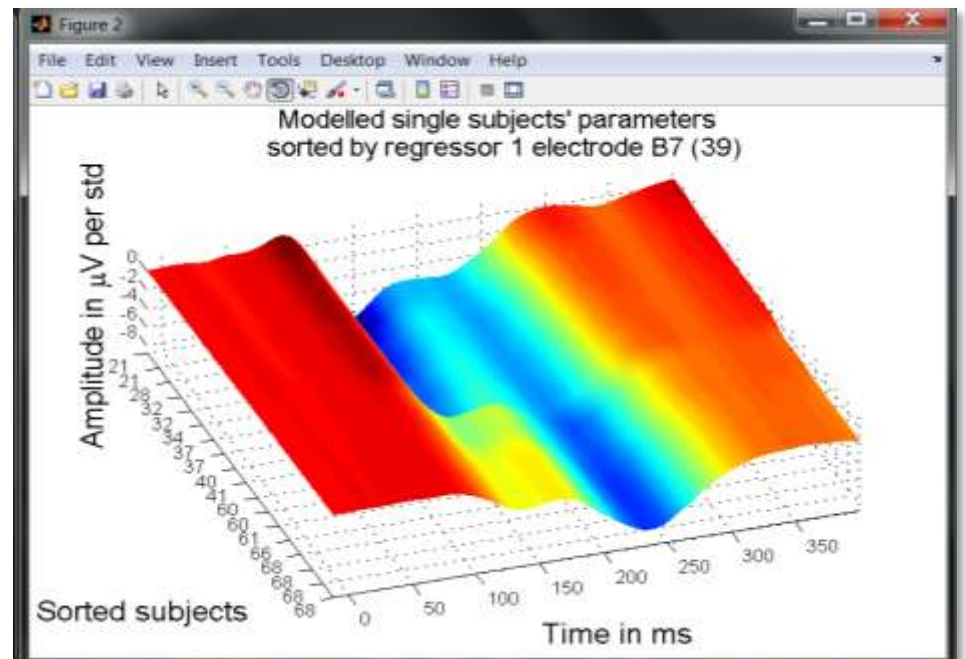 Figure 2
File Edit View Insert Tools Desktop Window Help
Modelled single subjects' parameters
sorted by regressor 1 electrode B7 (39)
Amplitude in µV per std
0
-2
-4
-6
-8
21
21
28
32
32
34
37
37
40
41
60
60
61
66
68
68
68
68
Sorted subjects
0 50 100 150 200 250 300 350
Time in ms